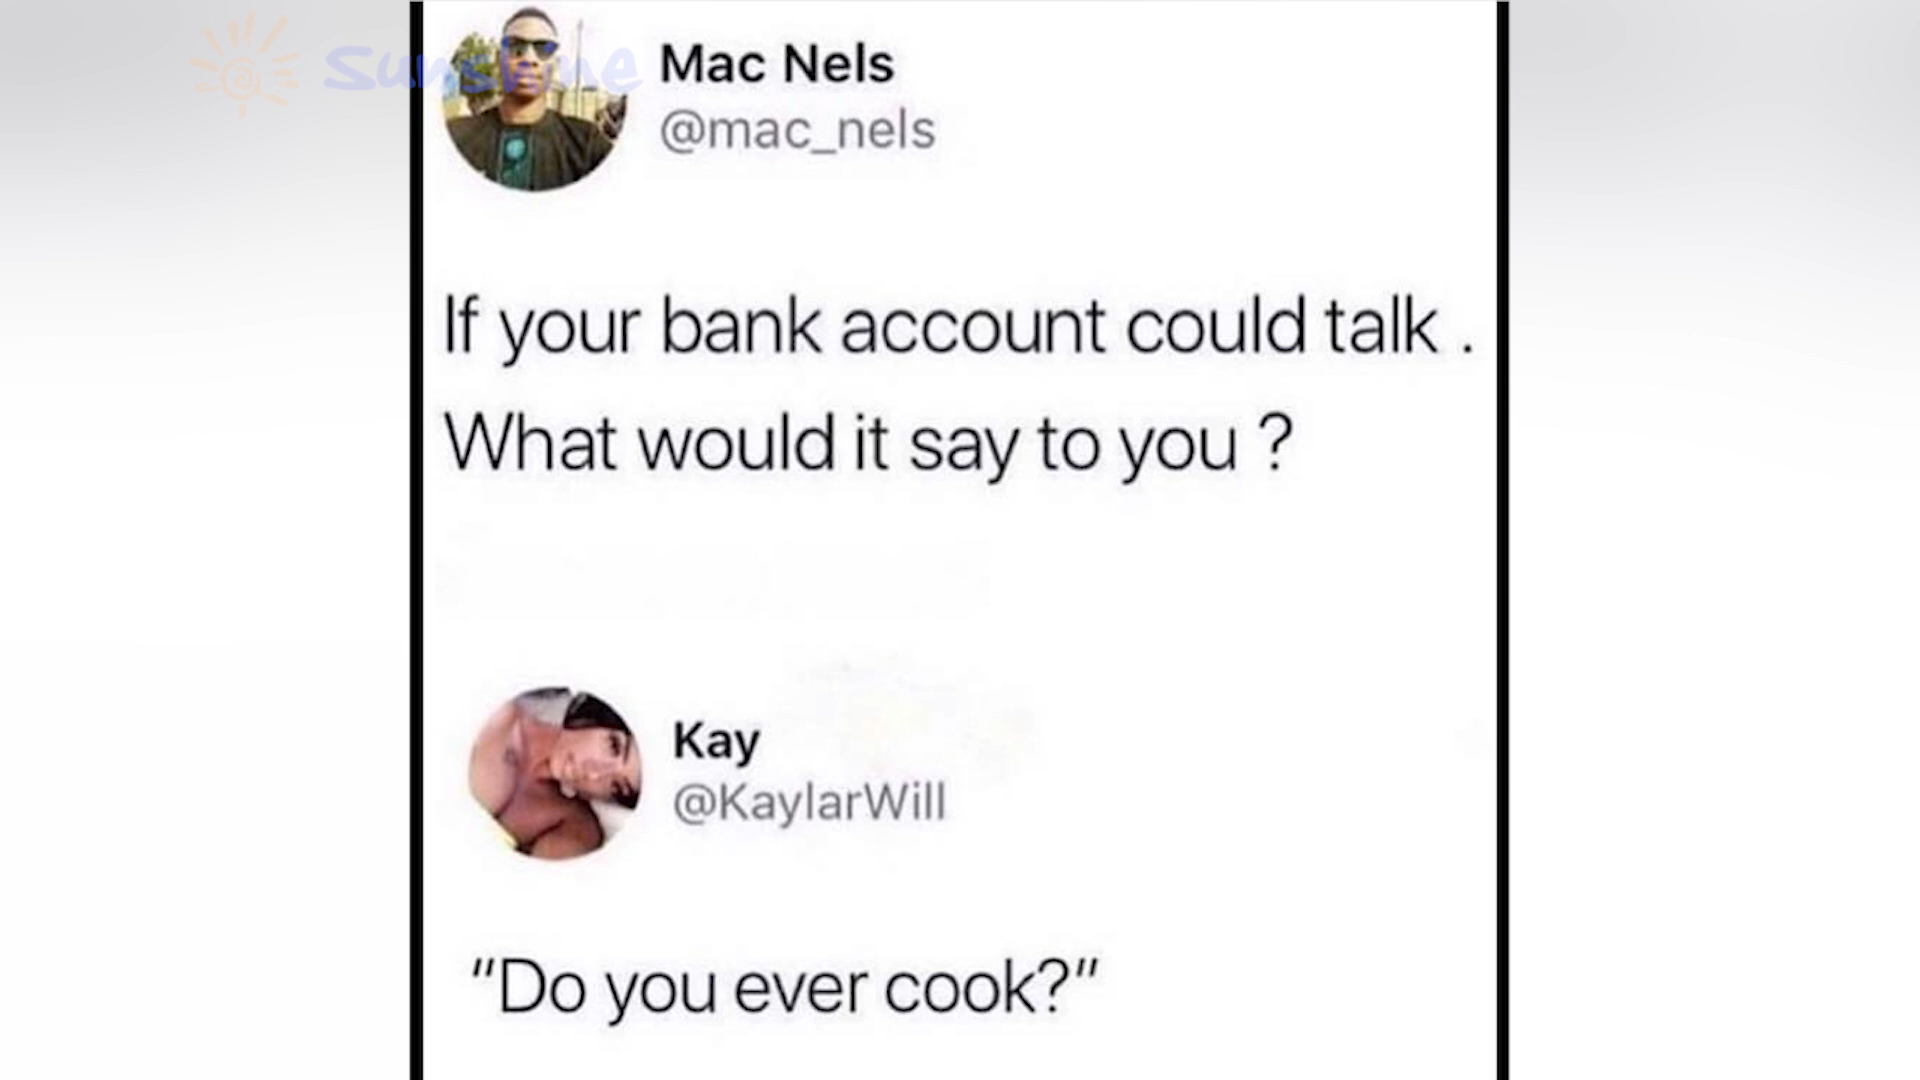 Sunshine
Mac Nels
@mac_nels
If your bank account could talk .
What would it say to you ?
Kay
@KaylarWill
"Do you ever cook?"